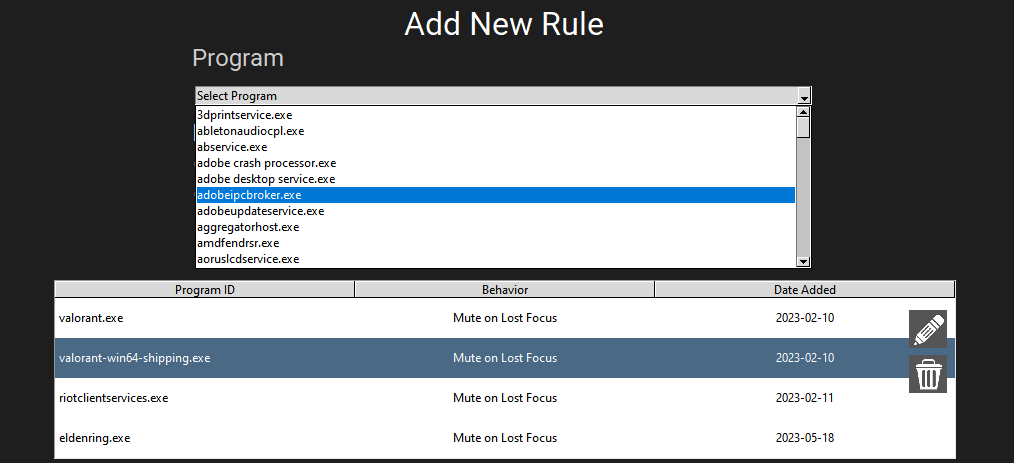 Add New Rule
Program
Select Program
3dprintservice.exe
abletonaudiocpl.exe
abservice.exe
adobe crash processor.exe
adobe desktop service.exe
adobeipcbroker.exe
adobeupdateservice.exe
aggregatorhost.exe
amdfendrsr.exe
aoruslcdservice.exe
Program ID Behavior Date Added
valorant.exe Mute on Lost Focus 2023-02-10
valorant-win64-shipping.exe Mute on Lost Focus 2023-02-10
riotclientservices.exe Mute on Lost Focus 2023-02-11
eldenring.exe Mute on Lost Focus 2023-05-18